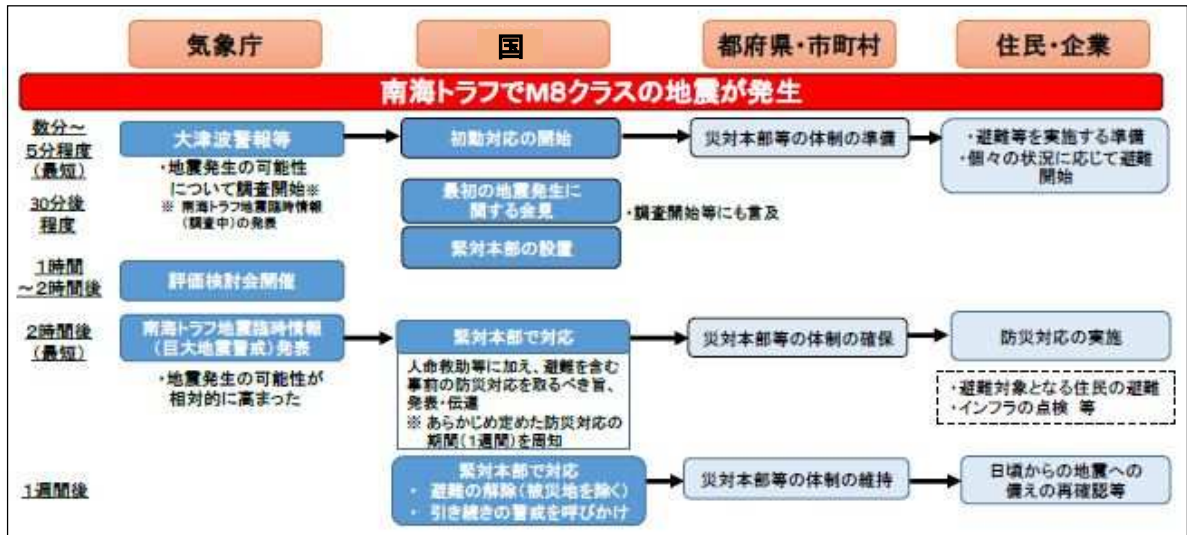 気象庁
国
都府県・市町村
住民・企業
南海トラフでM8クラスの地震が発生
数分～
5分程度
(最短)
大津波警報等
・地震発生の可能性
について調査開始※
※ 南海トラフ地震臨時情報
(調査中)の発表
初動対応の開始
災対本部等の体制の準備
・避難等を実施する準備
・個々の状況に応じて避難
開始
30分後
程度
最初の地震発生に
関する会見
・調査開始等にも言及
緊対本部の設置
1時間
～2時間後
評価検討会開催
2時間後
(最短)
南海トラフ地震臨時情報
(巨大地震警戒)発表
・地震発生の可能性が
相対的に高まった
緊対本部で対応
人命救助等に加え、避難を含む
事前の防災対応を取るべき旨、
発表・伝達
※ あらかじめ定めた防災対応の
期間(1週間)を周知
災対本部等の体制の確保
防災対応の実施
・避難対象となる住民の避難
・インフラの点検 等
1週間後
緊対本部で対応
・ 避難の解除(被災地を除く)
・ 引き続きの警戒を呼びかけ
災対本部等の体制の維持
日頃からの地震への
備えの再確認等